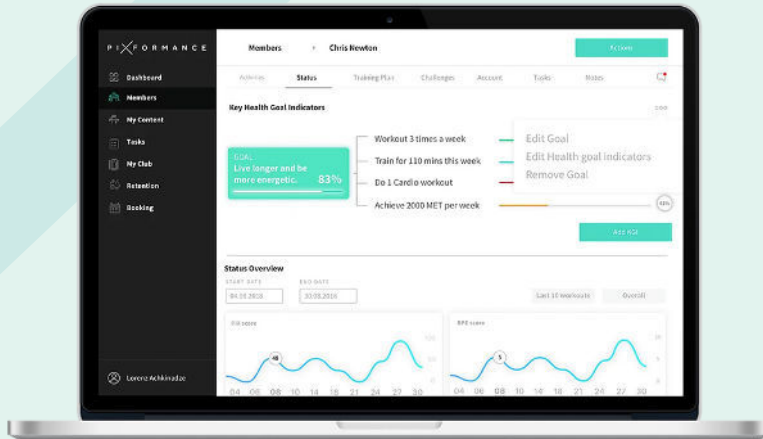 PIXFORMANCE
Members › Chris Newton
Actions
Dashboard
Members
My Content
Tasks
My Club
Retention
Booking
Lorenz Achkinadze
Activities Status Training Plan Challenges Account Tasks Notes
Key Health Goal Indicators
GOAL
Live longer and be
more energetic. 83%
Workout 3 times a week
Train for 110 mins this week
Do 1 Cardio workout
Achieve 2000 MET per week
Edit Goal
Edit Health goal indicators
Remove Goal
Status Overview
START DATE END DATE
30.08.2018
Last 10 workouts Overall
RPE score
48
5
04 06 08 10 14 18 21 24 27 30
04 06 08 10 14 18 21 24 27 30